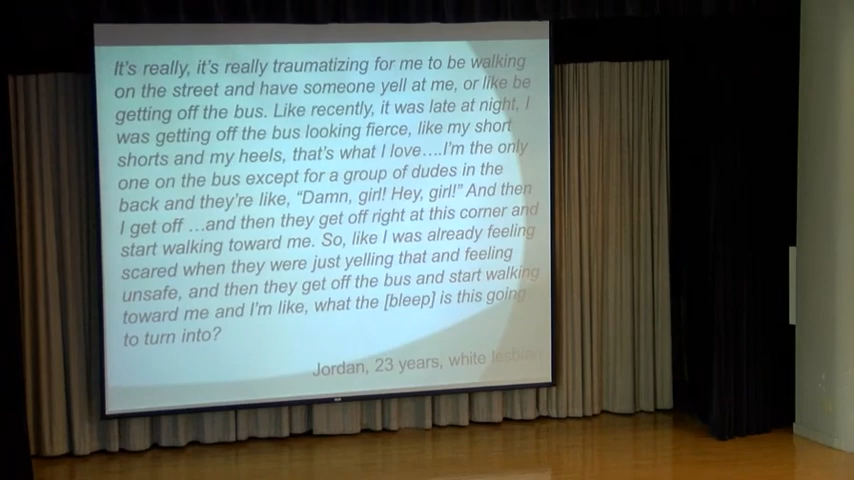 It's really, it's really traumatizing for me to be walking
on the street and have someone yell at me, or like be
getting off the bus. Like recently, it was late at night, I
was getting off the bus looking fierce, like my short
shorts and my heels, that's what I love….I'm the only
one on the bus except for a group of dudes in the
back and they're like, "Damn, girl! Hey, girl!" And then
I get off …and then they get off right at this corner and
start walking toward me. So, like I was already feeling
scared when they were just yelling that and feeling
unsafe, and then they get off the bus and start walking
toward me and I'm like, what the [bleep] is this going
to turn into?
Jordan, 23 years, white lesbian